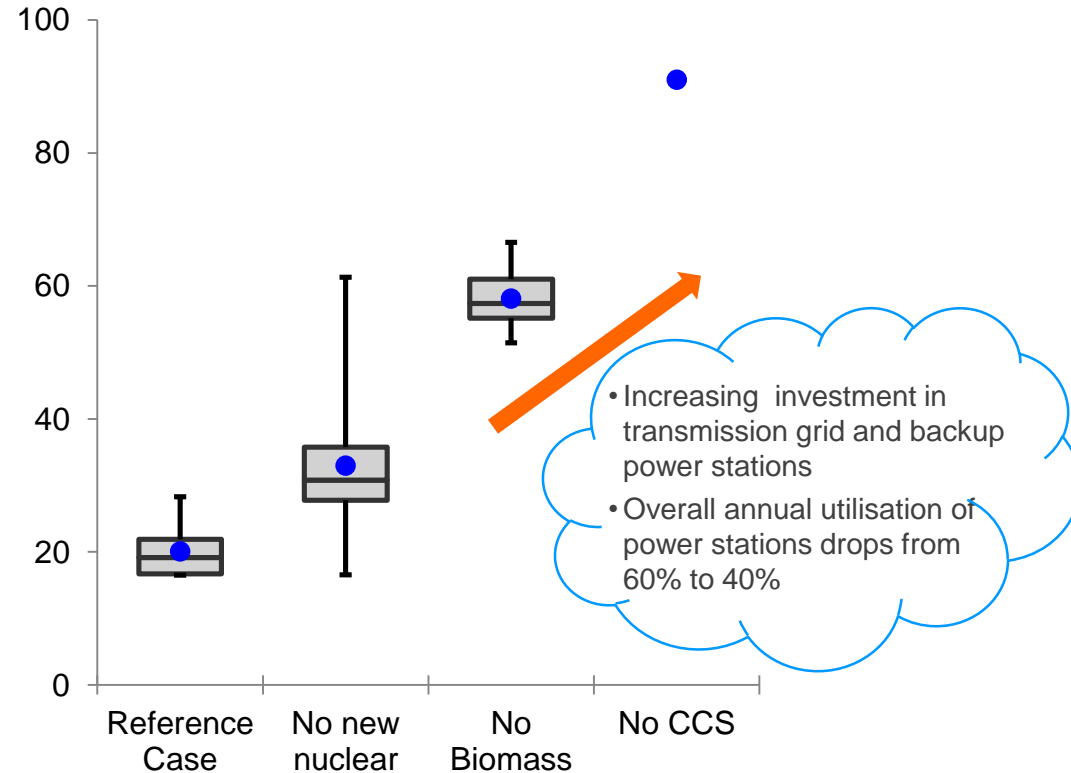 100
80
60
40
20
0
• Increasing investment in
transmission grid and backup
power stations
• Overall annual utilisation of
power stations drops from
60% to 40%
Reference
Case
No new
nuclear
No
Biomass
No CCS